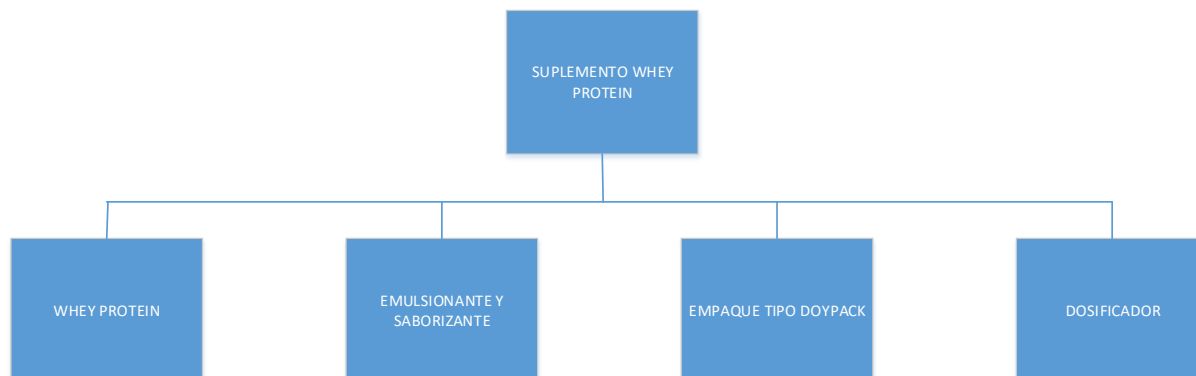 SUPLEMENTO WHEY
PROTEIN
WHEY PROTEIN
EMULSIONANTE Y
SABORIZANTE
EMPAQUE TIPO DOYPACK
DOSIFICADOR